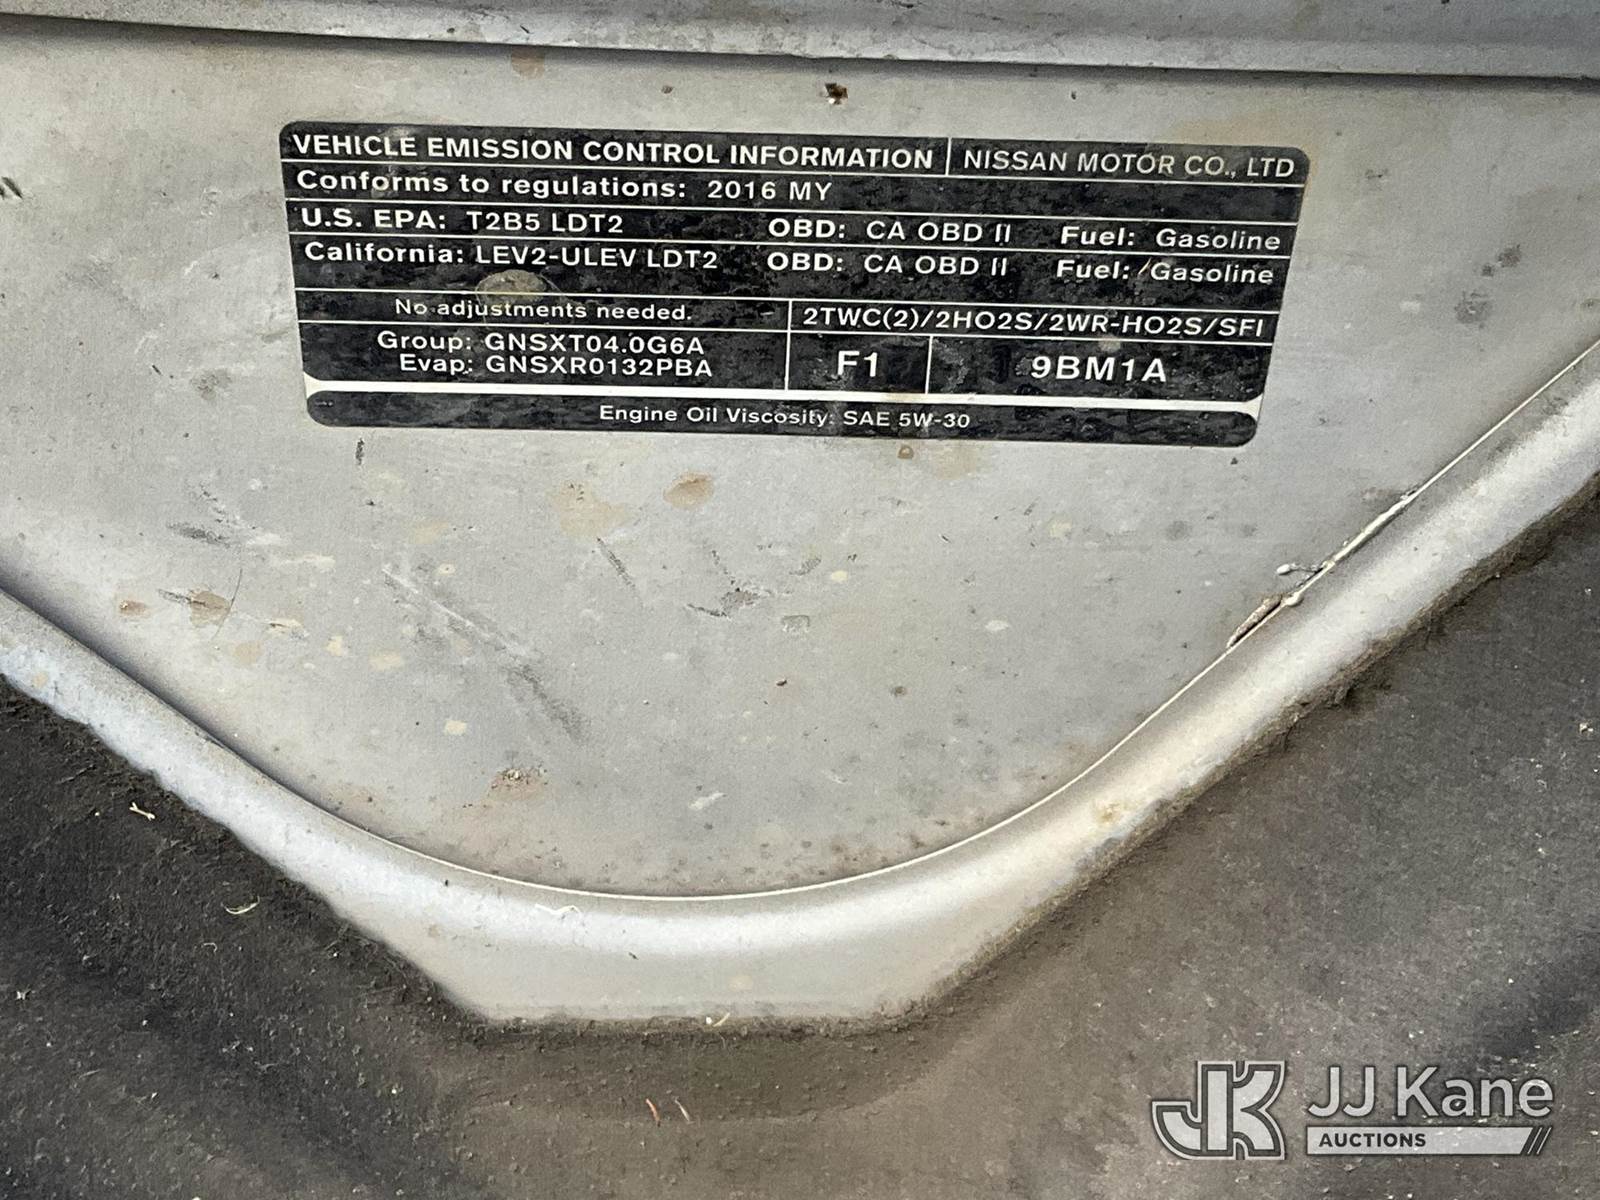 VEHICLE EMISSION CONTROL INFORMATION NISSAN MOTOR CO., LTD
Conforms to regulations: 2016 MY
U.S. EPA: T2B5 LDT2 OBD: CA OBD II Fuel: Gasoline
California: LEV2-ULEV LDT2 OBD: CA OBD II Fuel: Gasoline
No adjustments needed. 2TWC(2)/2HO2S/2WR-HO2S/SFI
Group: GNSXT04.0G6A
Evap: GNSXR0132PBA
F1 9BM1A
Engine Oil Viscosity: SAE 5W-30
JK JJ Kane
AUCTIONS